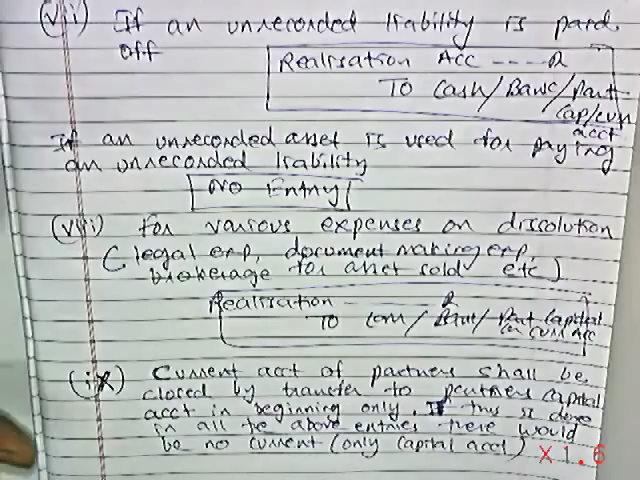 (vii) If an unrecorded liability is paid
off
Realisation Acc ---- Dr
To Cash/Bank/Part
Cap/curr
acct
If an unrecorded asset is used for paying
an unrecorded liability
No Entry
(viii) for various expenses on dissolution
(legal exp, document making exp,
brokerage for asset sold etc)
Realisation Dr
To Cash/Bank/Part Capital
or curr Acc
(ix) Current acct of partners shall be
closed by transfer to partners capital
acct in beginning only. If this is done
in all the above entries there would
be no current (only capital acct)
X1.6